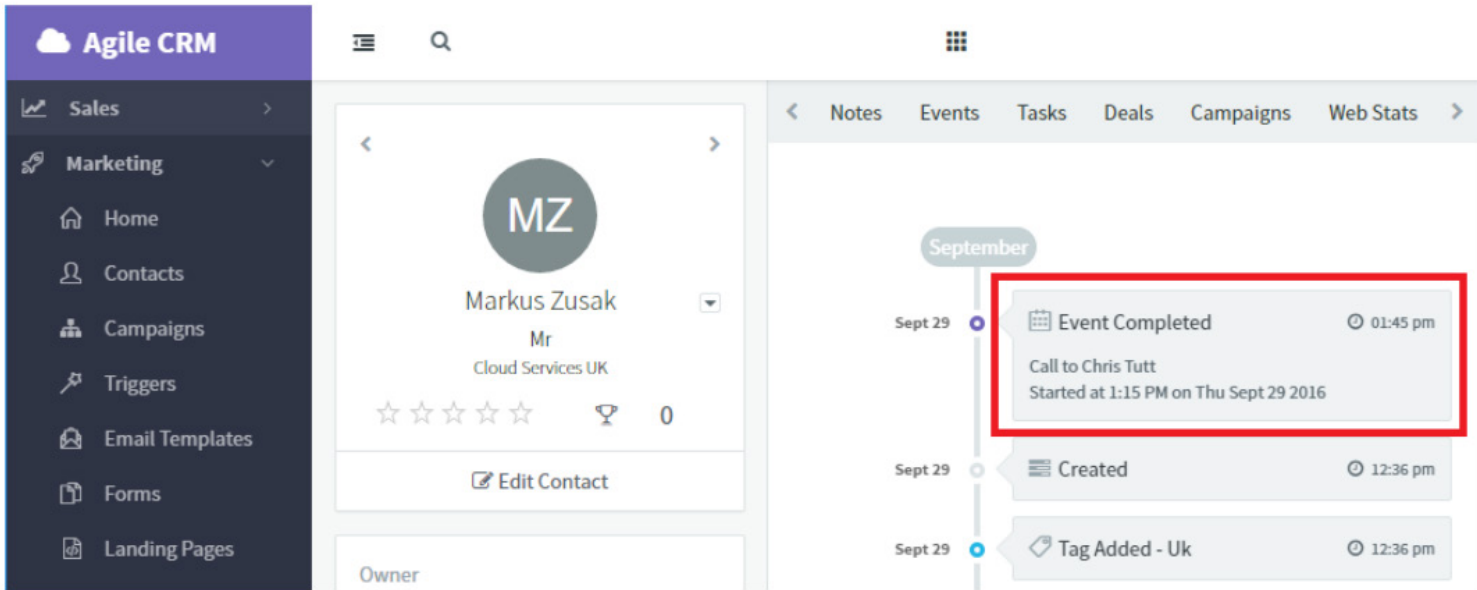 Agile CRM
Sales
Marketing
Home
Contacts
Campaigns
Triggers
Email Templates
Forms
Landing Pages
MZ
Markus Zusak
Mr
Cloud Services UK
0
Edit Contact
Owner
Notes Events Tasks Deals Campaigns Web Stats
September
Sept 29 Event Completed 01:45 pm
Call to Chris Tutt
Started at 1:15 PM on Thu Sept 29 2016
Sept 29 Created 12:36 pm
Sept 29 Tag Added - Uk 12:36 pm